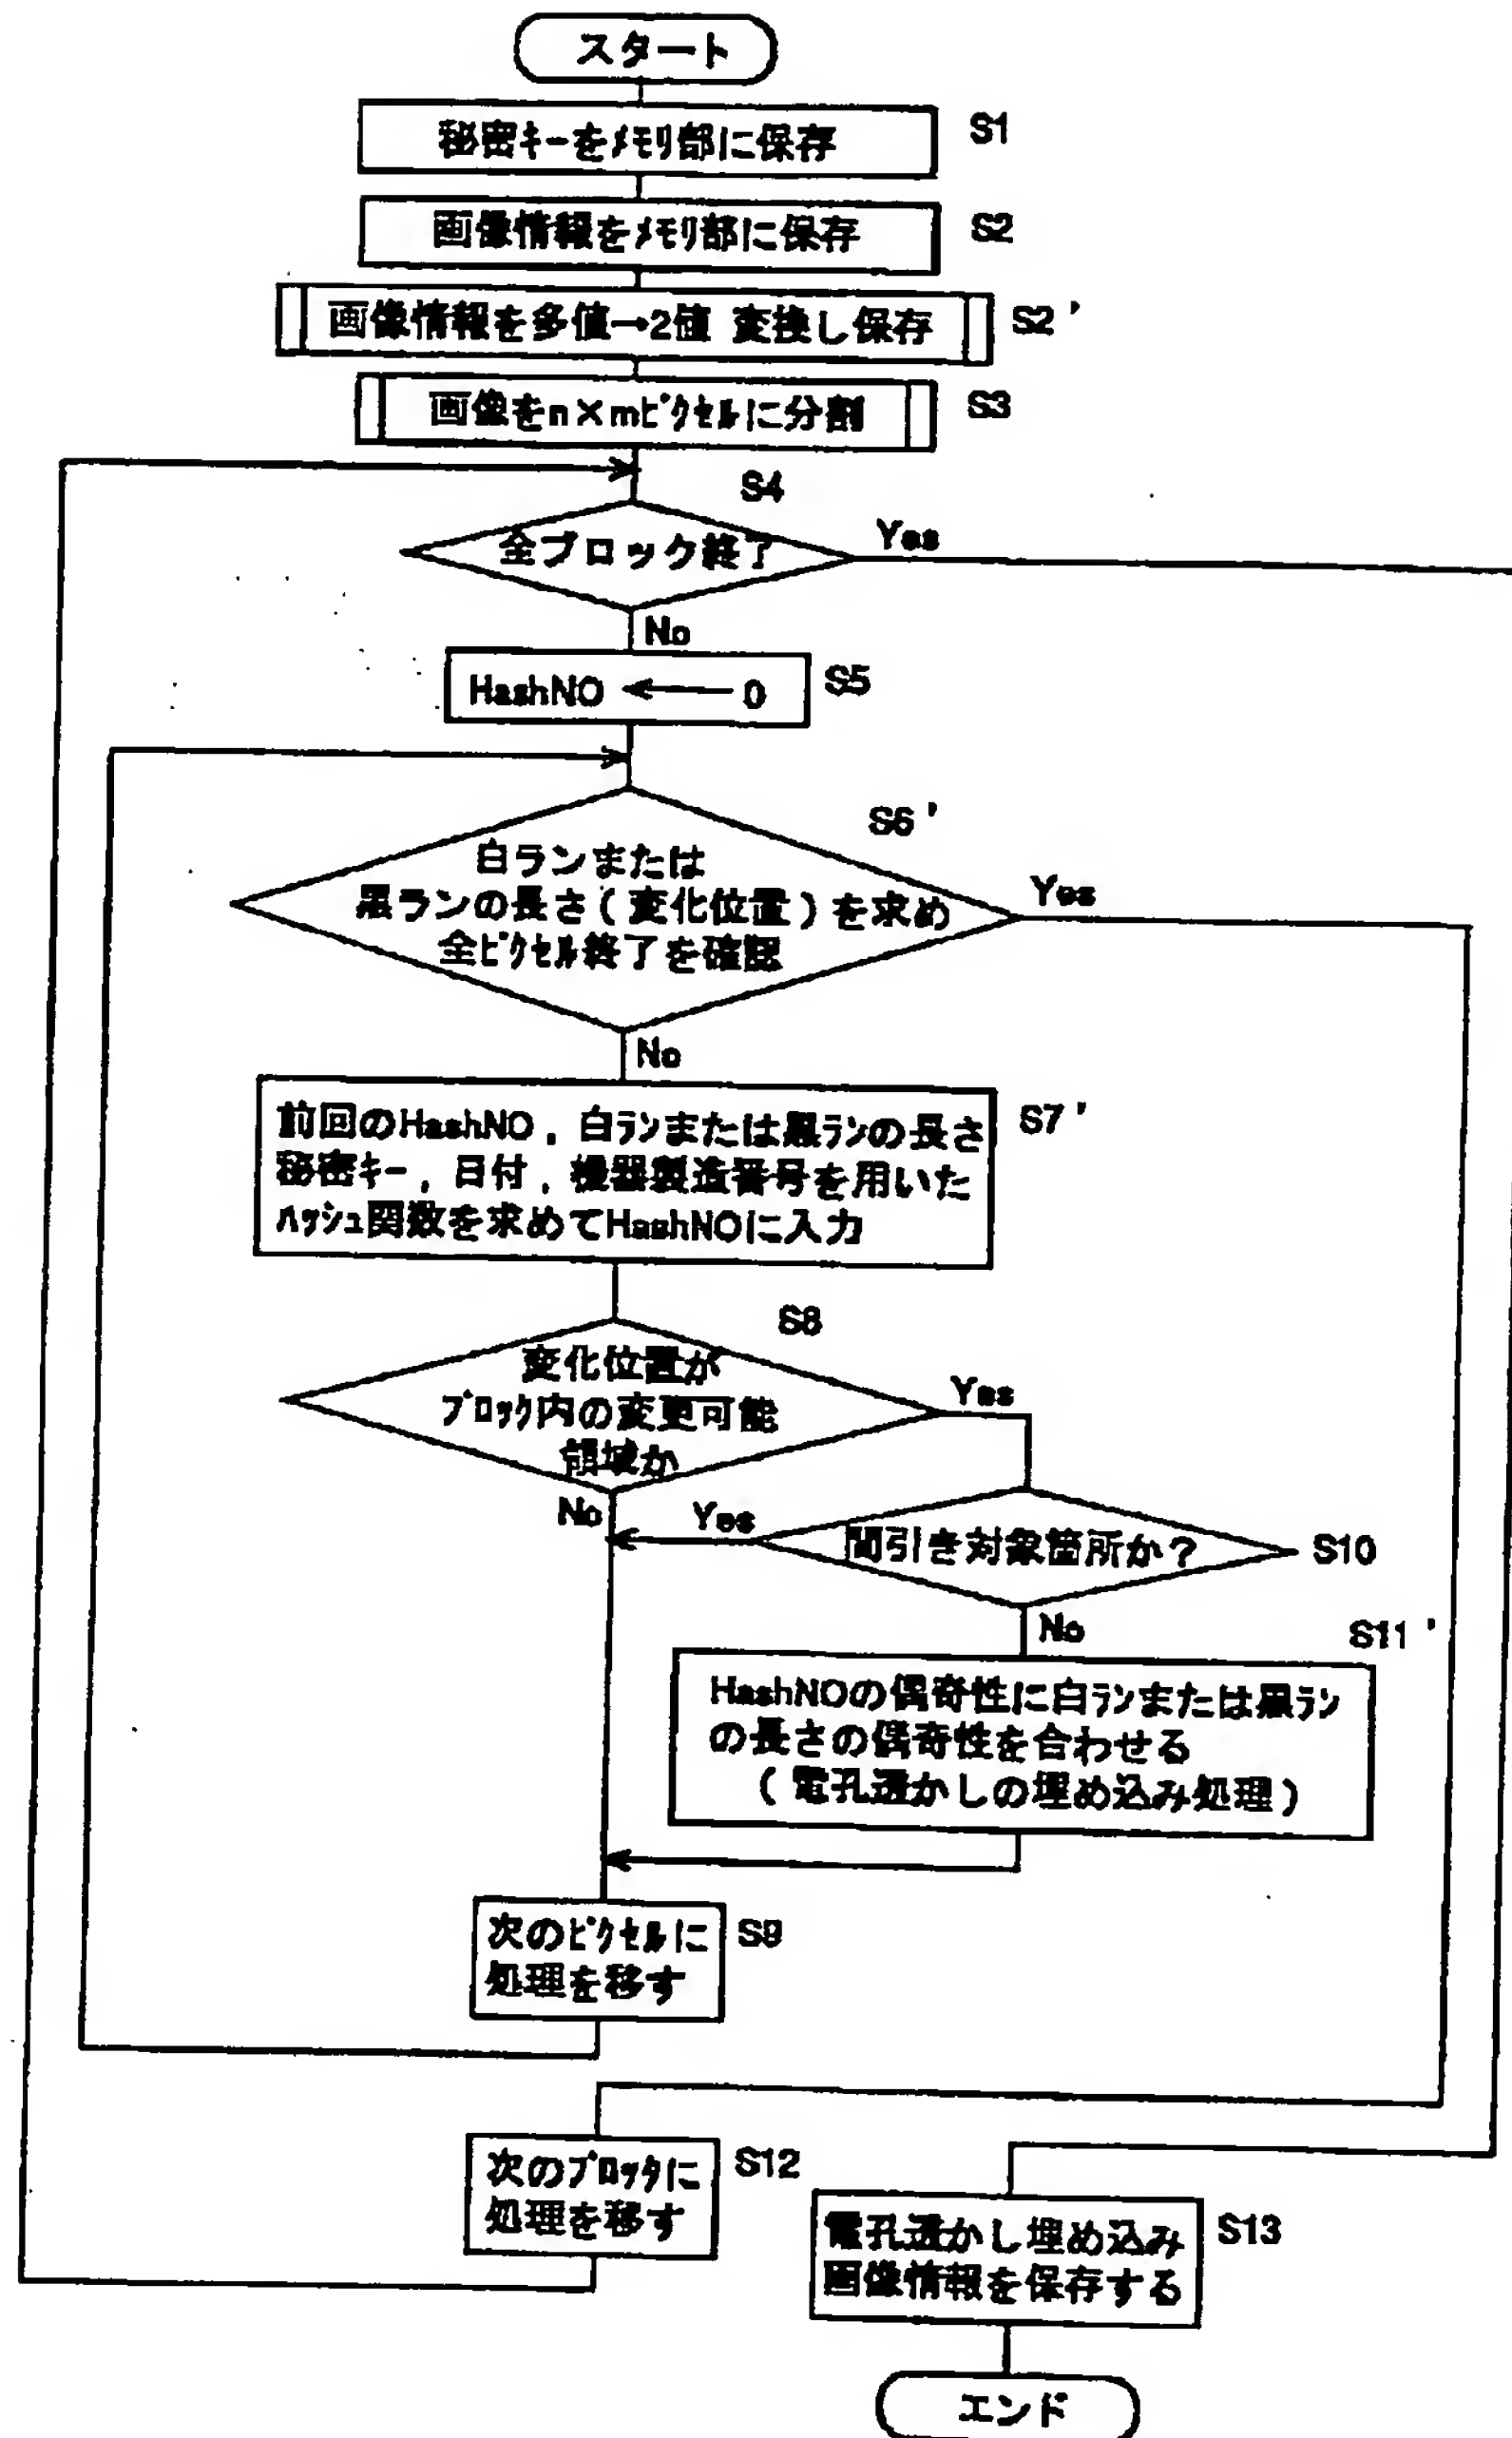 スタート
秘密ｷｰをﾒﾓﾘ部に保存
S1
画像情報をﾒﾓﾘ部に保存
S2
画像情報を多値→2値 変換し保存
S2'
画像をn×mﾋﾟｸｾﾙに分割
S3
S4
全ブロック終了
Yes
No
HashNO ← 0
S5
S6'
白ランまたは
黒ランの長さ(変化位置)を求め
全ﾋﾟｸｾﾙ終了を確認
Yes
No
前回のHashNO, 白ﾗﾝまたは黒ﾗﾝの長さ
秘密ｷｰ, 日付, 機器製造番号を用いた
ﾊｯｼｭ関数を求めてHashNOに入力
S7'
S8
変化位置が
ﾌﾞﾛｯｸ内の変更可能
領域か
Yes
No
Yes
間引き対象箇所か?
S10
No
S11'
HashNOの偶奇性に白ﾗﾝまたは黒ﾗﾝ
の長さの偶奇性を合わせる
(電孔透かしの埋め込み処理)
次のﾋﾟｸｾﾙに
処理を移す
S9
次のﾌﾞﾛｯﾀに
処理を移す
S12
電孔透かし埋め込み
画像情報を保存する
S13
エンド